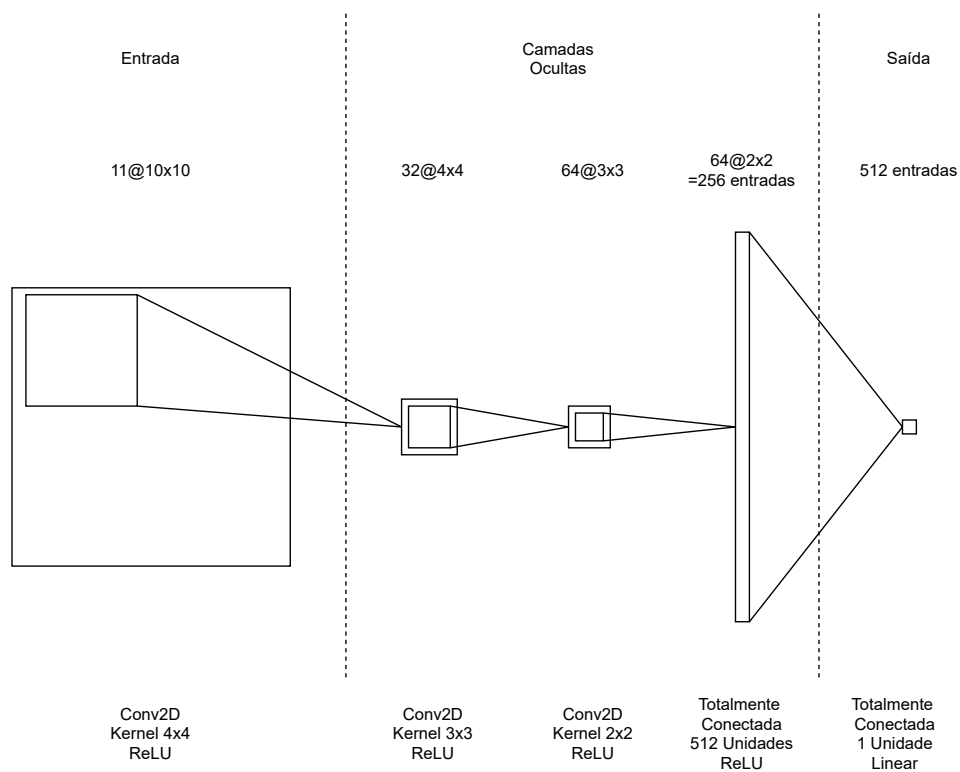 Entrada
Camadas
Ocultas
Saída
11@10x10
32@4x4
64@3x3
64@2x2
=256 entradas
512 entradas
Conv2D
Kernel 4x4
ReLU
Conv2D
Kernel 3x3
ReLU
Conv2D
Kernel 2x2
ReLU
Totalmente
Conectada
512 Unidades
ReLU
Totalmente
Conectada
1 Unidade
Linear